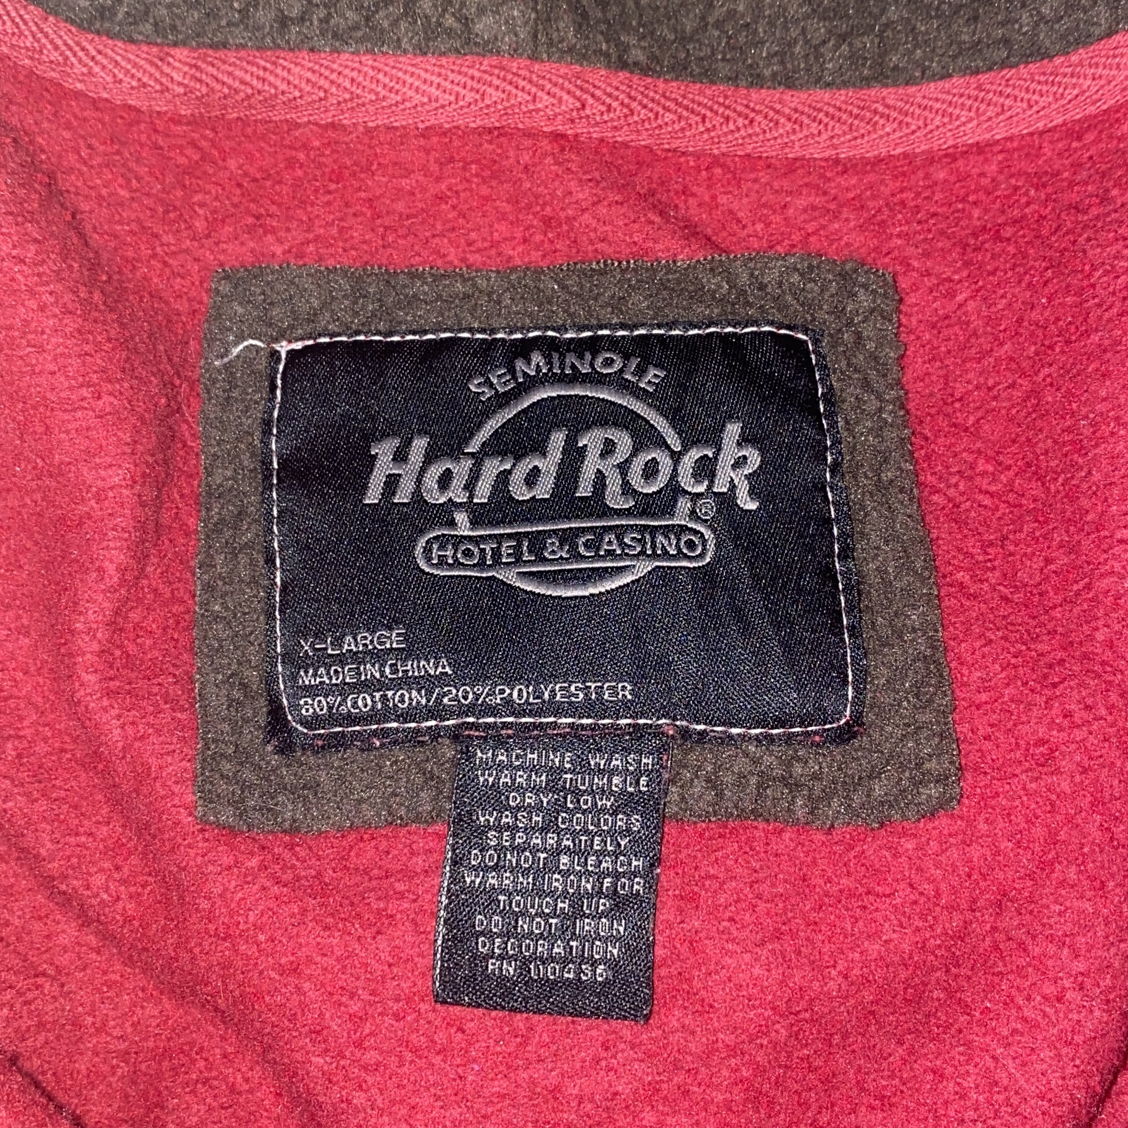 SEMINOLE
Hard Rock
®
HOTEL & CASINO
X-LARGE
MADE IN CHINA
80% COTTON/20% POLYESTER
MACHINE WASH
WARM TUMBLE
DRY LOW
WASH COLORS
SEPARATELY
DO NOT BLEACH
WARM IRON FOR
TOUCH UP
DO NOT IRON
DECORATION
RN 110436